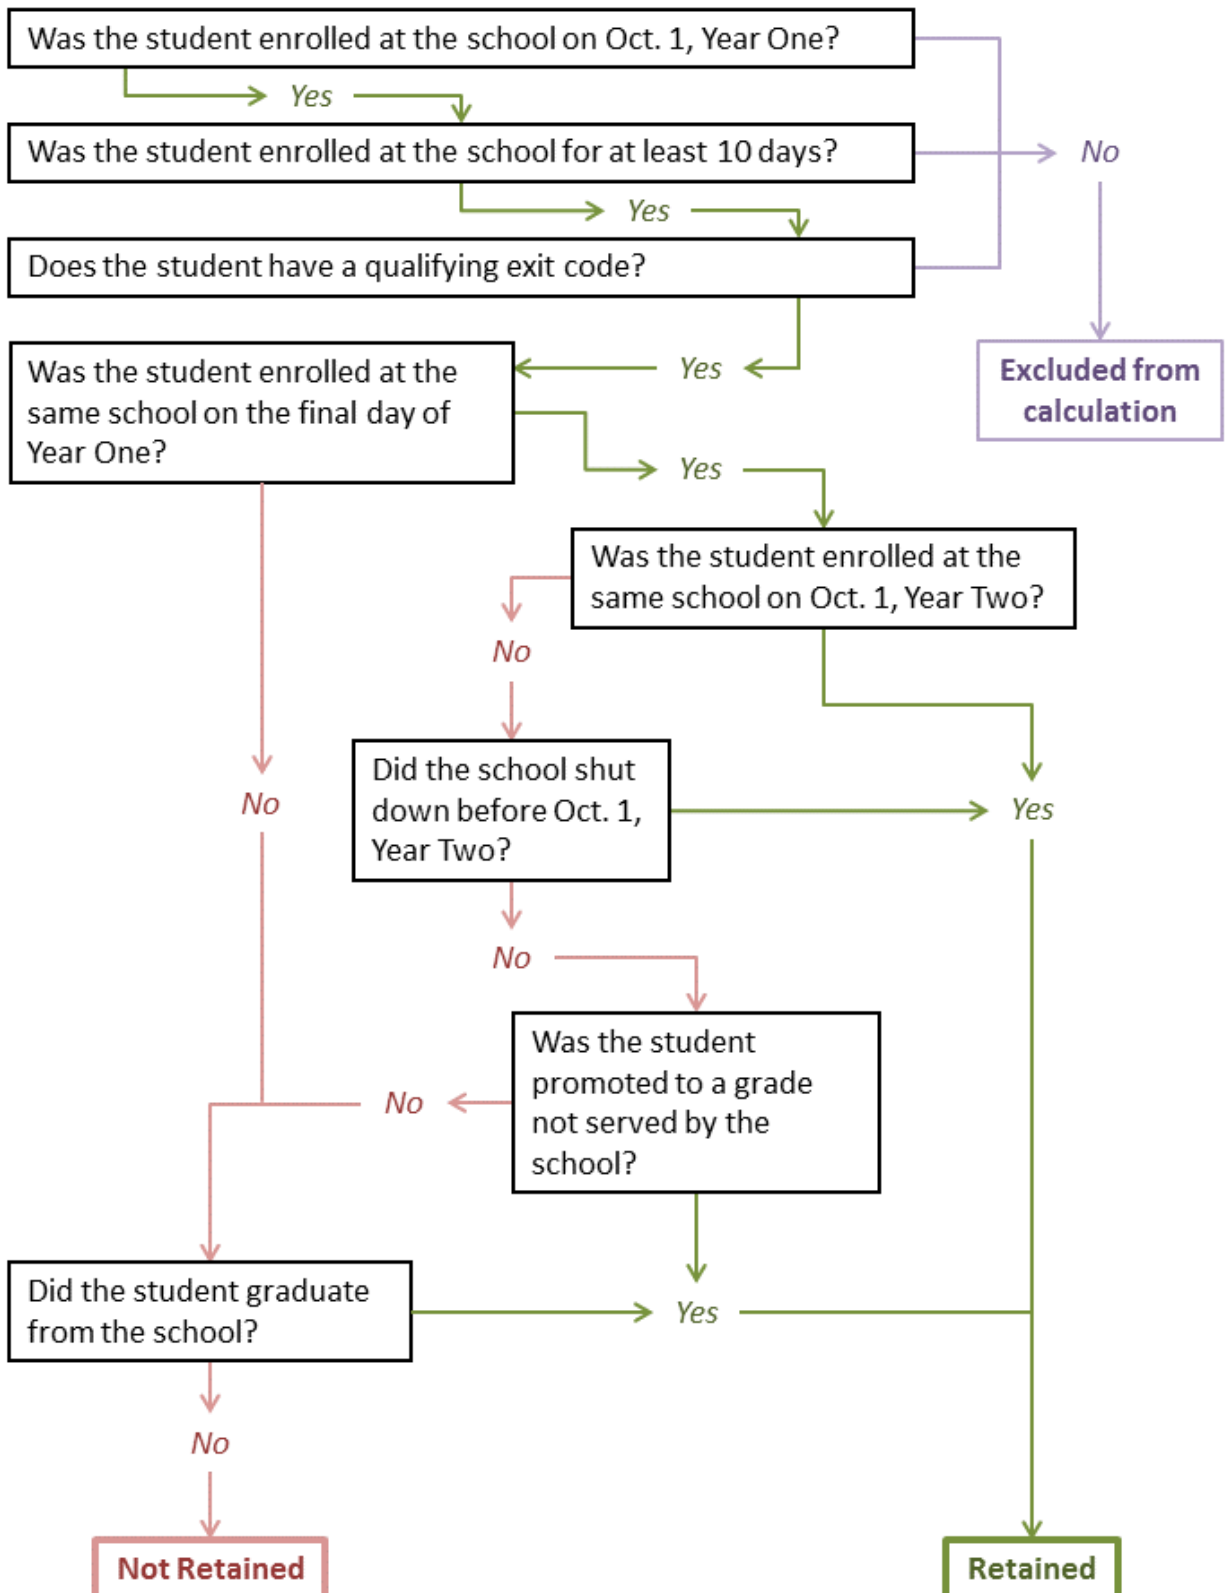 Was the student enrolled at the school on Oct. 1, Year One?
Yes
Was the student enrolled at the school for at least 10 days?
No
Yes
Does the student have a qualifying exit code?
Yes
Excluded from
calculation
Was the student enrolled at the
same school on the final day of
Year One?
Yes
Was the student enrolled at the
same school on Oct. 1, Year Two?
No
Did the school shut
down before Oct. 1,
Year Two?
No
Yes
No
Was the student
promoted to a grade
not served by the
school?
No
Did the student graduate
from the school?
Yes
No
Not Retained
Retained